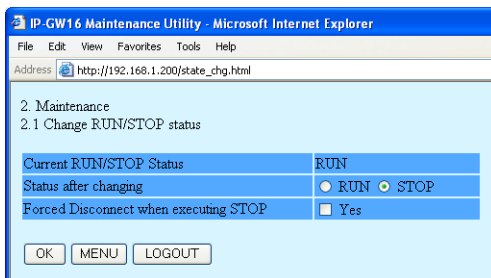 IP-GW16 Maintenance Utility - Microsoft Internet Explorer
File Edit View Favorites Tools Help
Address http://192.168.1.200/state_chg.html
2. Maintenance
2.1 Change RUN/STOP status
Current RUN/STOP Status RUN
Status after changing RUN STOP
Forced Disconnect when executing STOP Yes
OK MENU LOGOUT